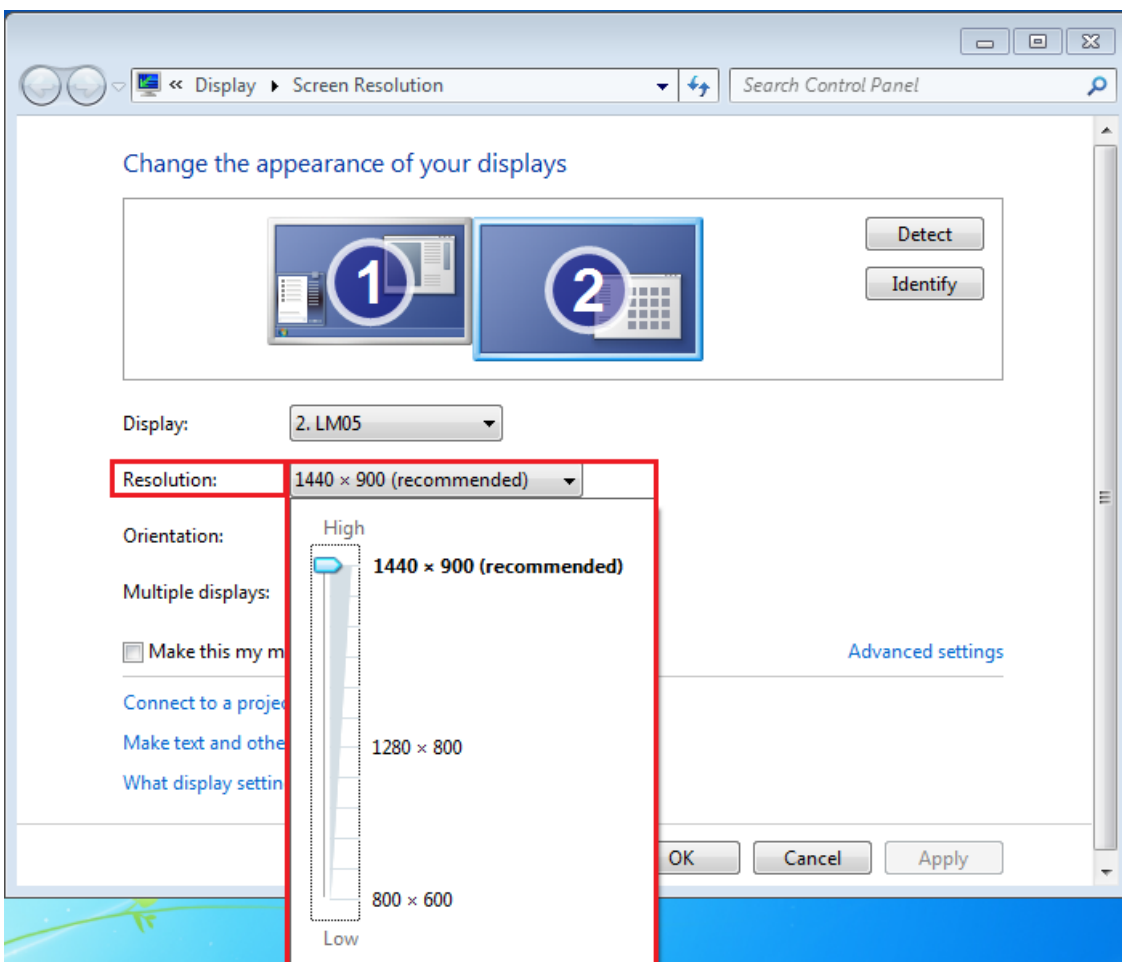 « Display ▸ Screen Resolution
Search Control Panel
Change the appearance of your displays
1
2
Detect
Identify
Display:
2. LM05
Resolution:
1440 × 900 (recommended)
Orientation:
High
1440 × 900 (recommended)
Multiple displays:
Make this my m
Advanced settings
Connect to a projec
Make text and othe
1280 × 800
What display settin
OK
Cancel
Apply
800 × 600
Low